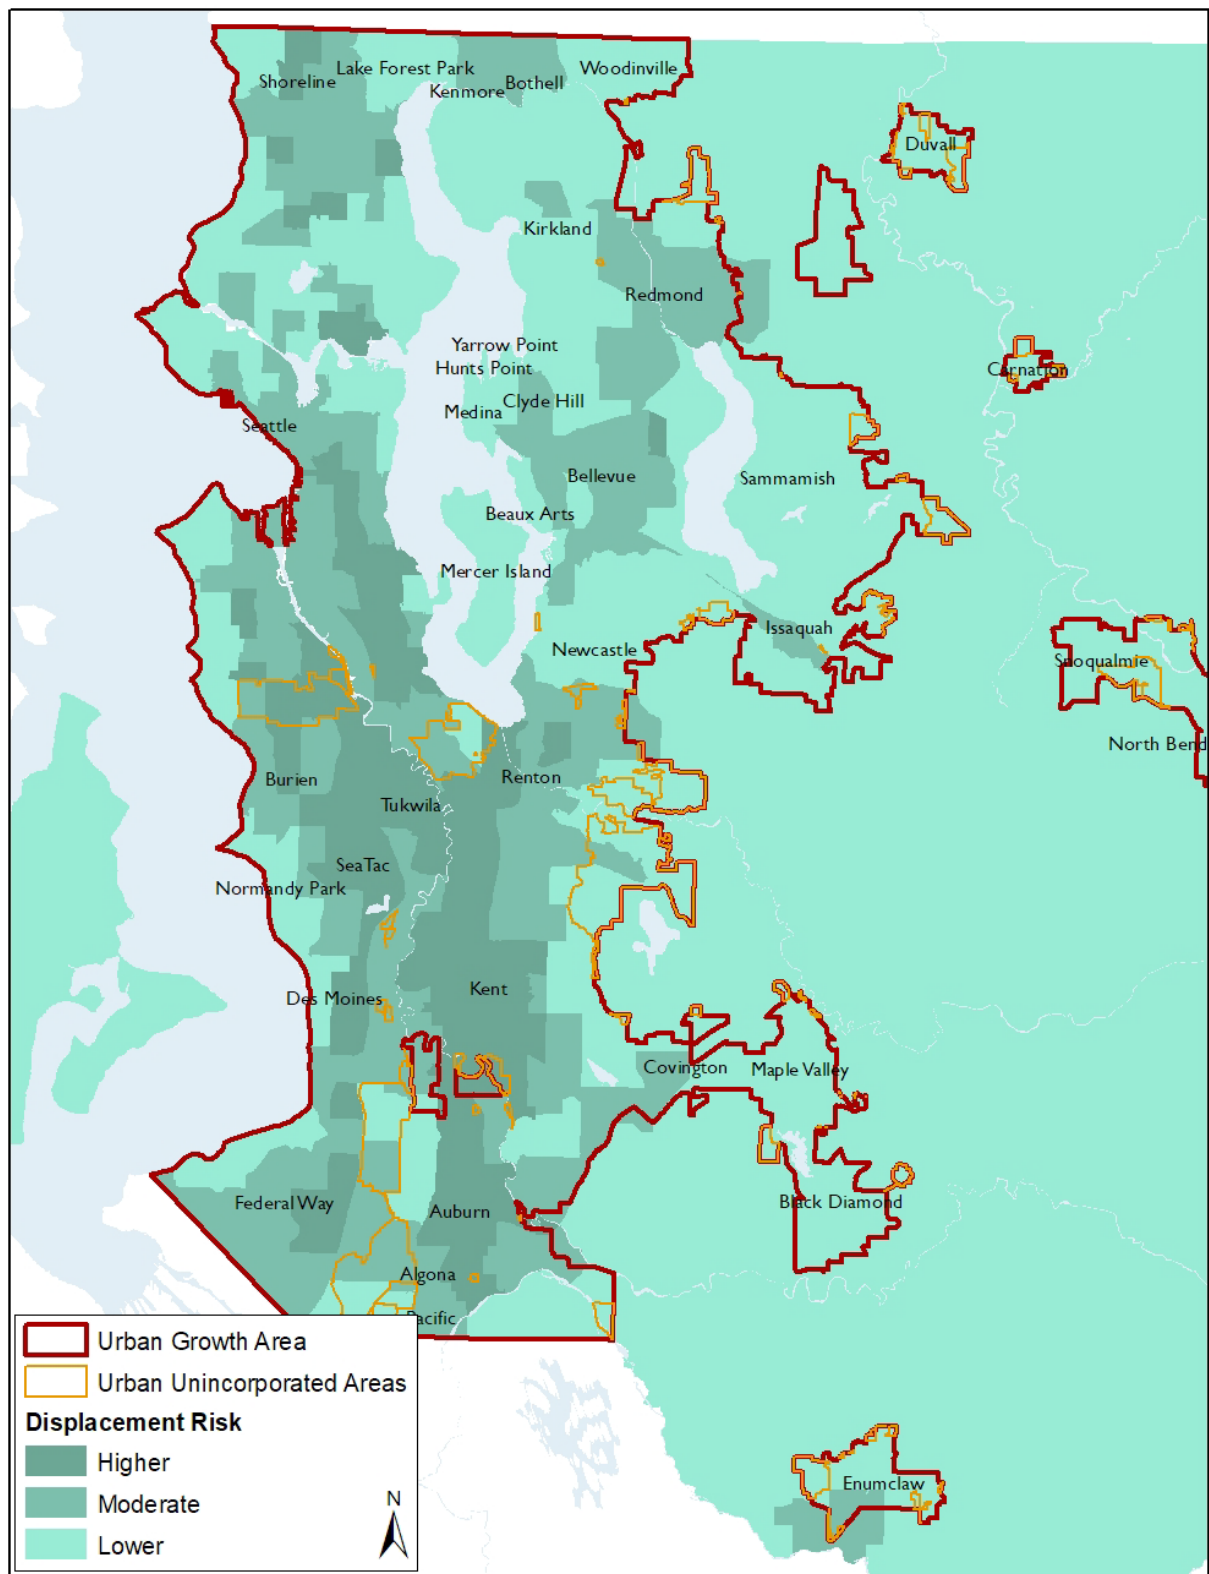 Lake Forest Park
Woodinville
Shoreline
Kenmore
Bothell
Duvall
Kirkland
Redmond
Yarrow Point
Hunts Point
Carnation
Medina
Clyde Hill
Seattle
Bellevue
Sammamish
Beaux Arts
Mercer Island
Issaquah
Newcastle
Snoqualmie
North Bend
Burien
Renton
Tukwila
SeaTac
Normandy Park
Kent
Des Moines
Covington
Maple Valley
Federal Way
Auburn
Black Diamond
Algona
Pacific
Enumclaw
Urban Growth Area
Urban Unincorporated Areas
Displacement Risk
Higher
Moderate
Lower
N